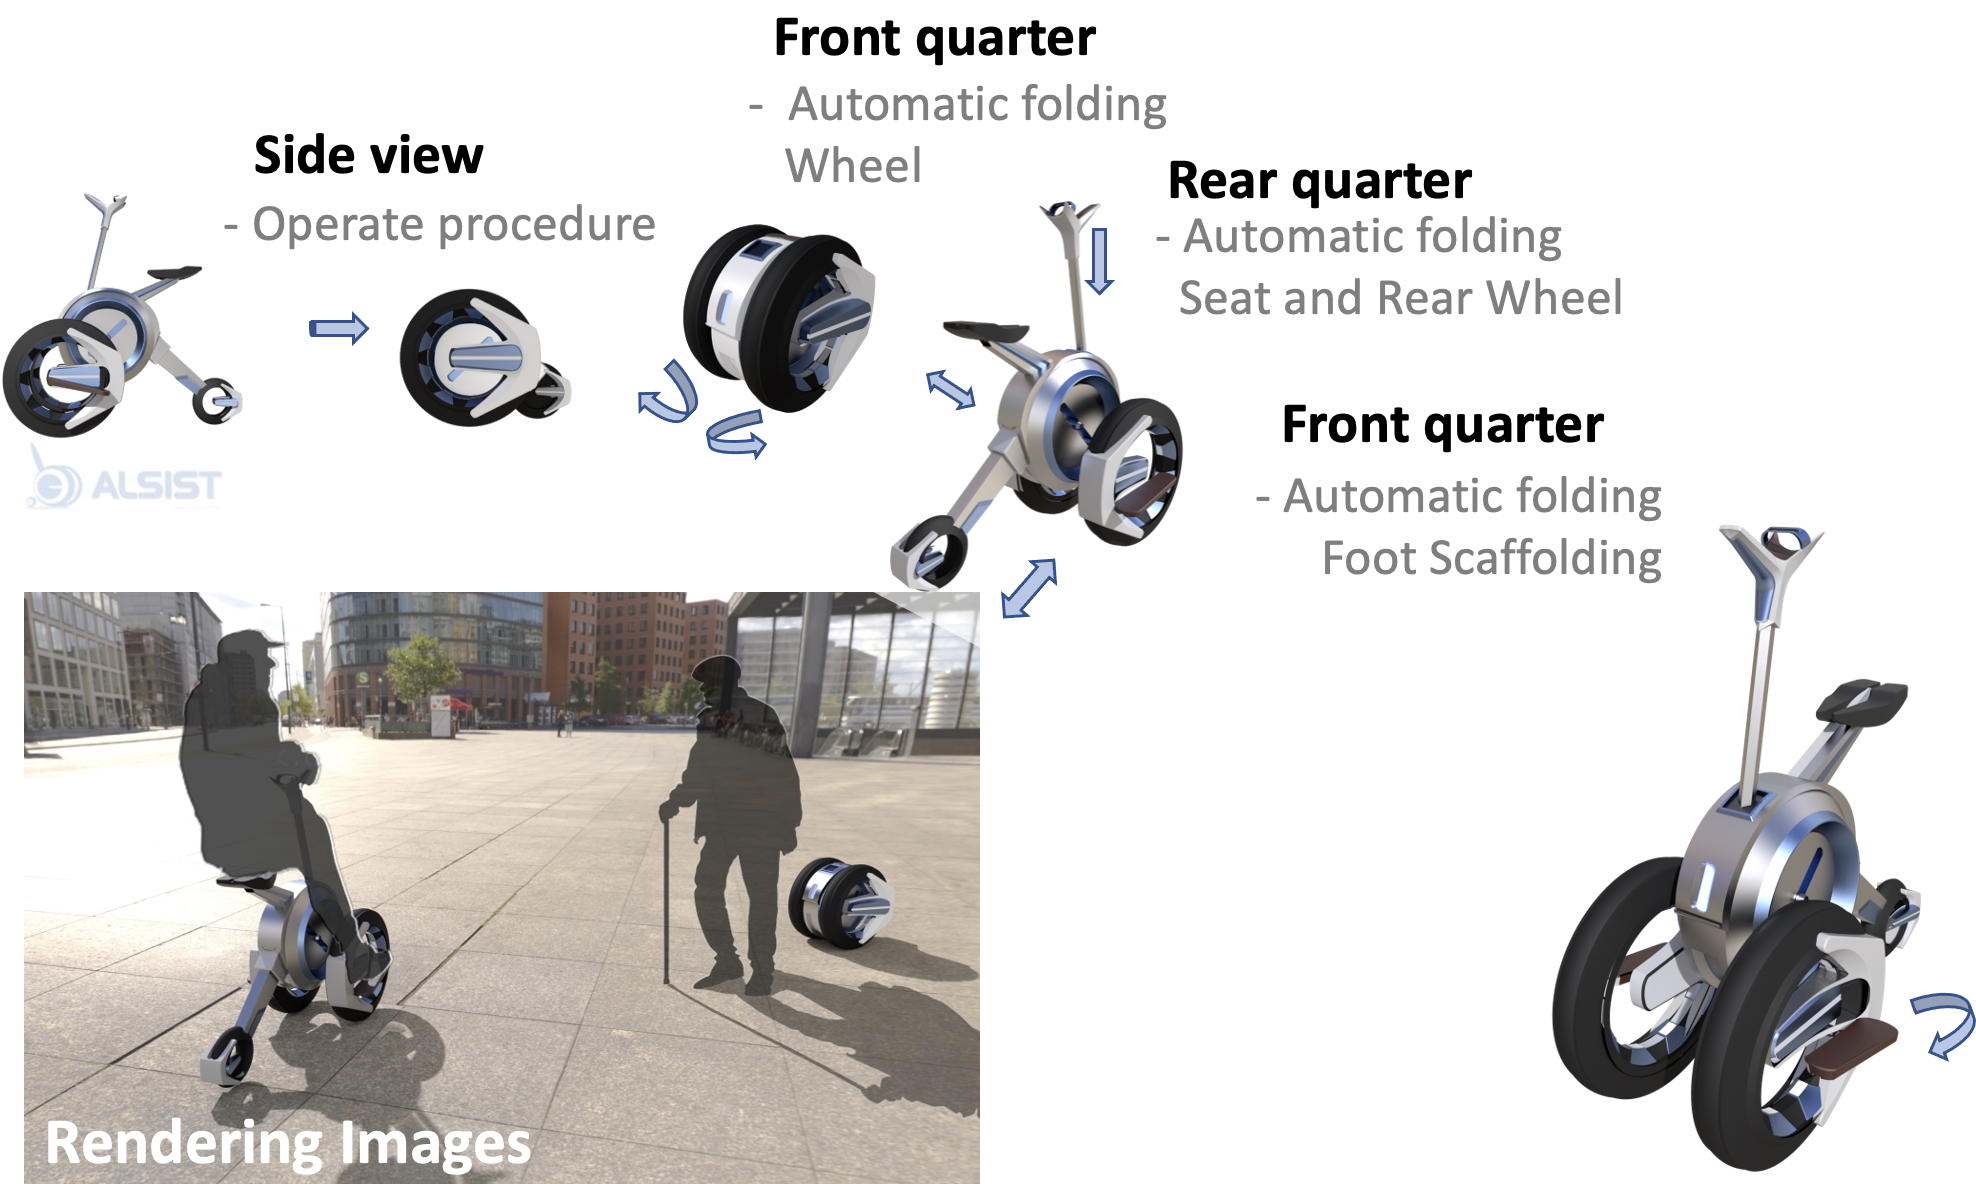 Front quarter
- Automatic folding
Wheel
Side view
- Operate procedure
Rear quarter
- Automatic folding
Seat and Rear Wheel
Front quarter
- Automatic folding
Foot Scaffolding
ALSIST
Rendering Images